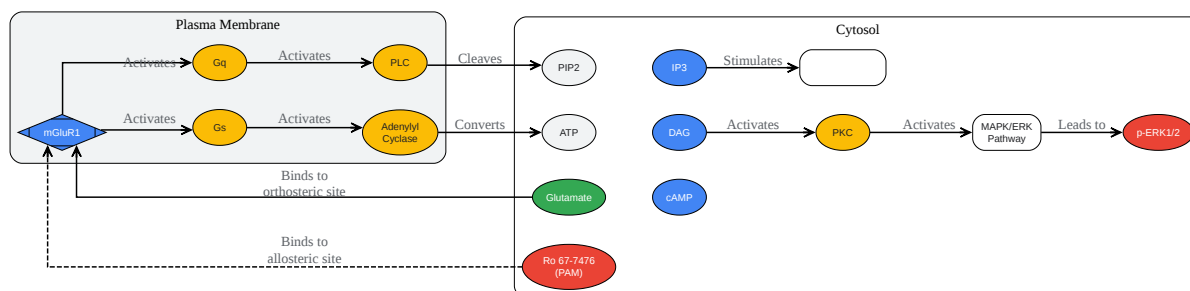 Plasma Membrane
Cytosol
Activates
Gq
Activates
PLC
Cleaves
PIP2
IP3
Stimulates
mGluR1
Activates
Gs
Activates
Adenylyl
Cyclase
Converts
ATP
DAG
Activates
PKC
Activates
MAPK/ERK
Pathway
Leads to
p-ERK1/2
Binds to
orthosteric site
Glutamate
cAMP
Binds to
allosteric site
Ro 67-7476
(PAM)